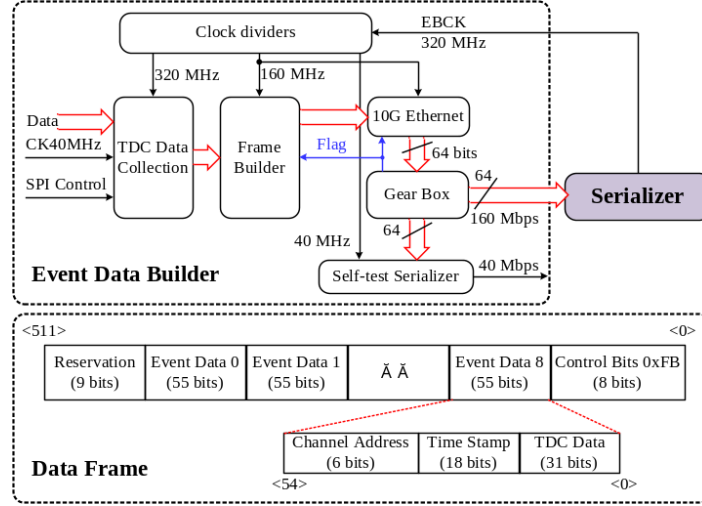 Clock dividers
EBCK
320 MHz
320 MHz
160 MHz
Data
CK40MHz
SPI Control
TDC Data
Collection
Frame
Builder
10G Ethernet
Flag
64 bits
Gear Box
64
160 Mbps
Serializer
64
40 MHz
Self-test Serializer
40 Mbps
Event Data Builder
<511>
<0>
Reservation
(9 bits)
Event Data 0
(55 bits)
Event Data 1
(55 bits)
Ă Ă
Event Data 8
(55 bits)
Control Bits 0xFB
(8 bits)
Channel Address
(6 bits)
Time Stamp
(18 bits)
TDC Data
(31 bits)
<54>
<0>
Data Frame